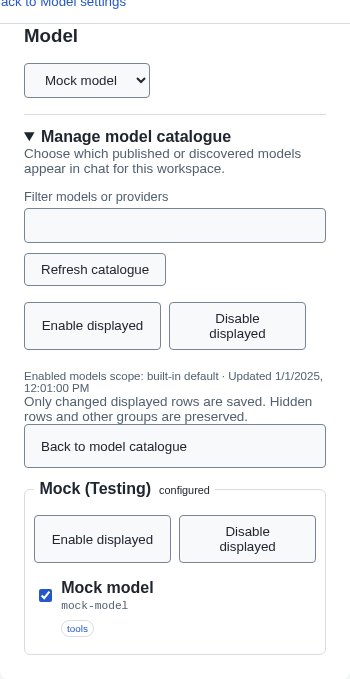 ack to Model settings
Model
Mock model
Manage model catalogue
Choose which published or discovered models
appear in chat for this workspace.
Filter models or providers
Refresh catalogue
Enable displayed
Disable
displayed
Enabled models scope: built-in default · Updated 1/1/2025,
12:01:00 PM
Only changed displayed rows are saved. Hidden
rows and other groups are preserved.
Back to model catalogue
Mock (Testing) configured
Enable displayed
Disable
displayed
Mock model
mock-model
tools